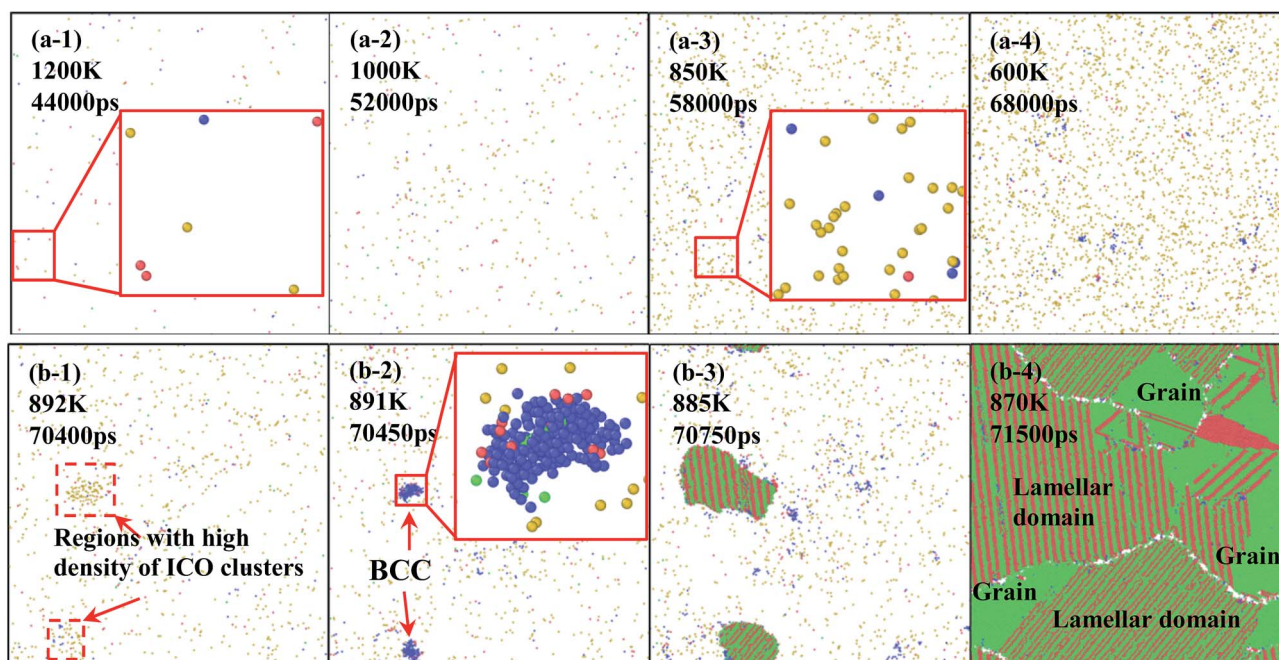 (a-1)
1200K
44000ps
(a-2)
1000K
52000ps
(a-3)
850K
58000ps
(a-4)
600K
68000ps
(b-1)
892K
70400ps
Regions with high
density of ICO clusters
(b-2)
891K
70450ps
BCC
(b-3)
885K
70750ps
(b-4)
870K
71500ps
Grain
Lamellar
domain
Grain
Grain
Lamellar domain